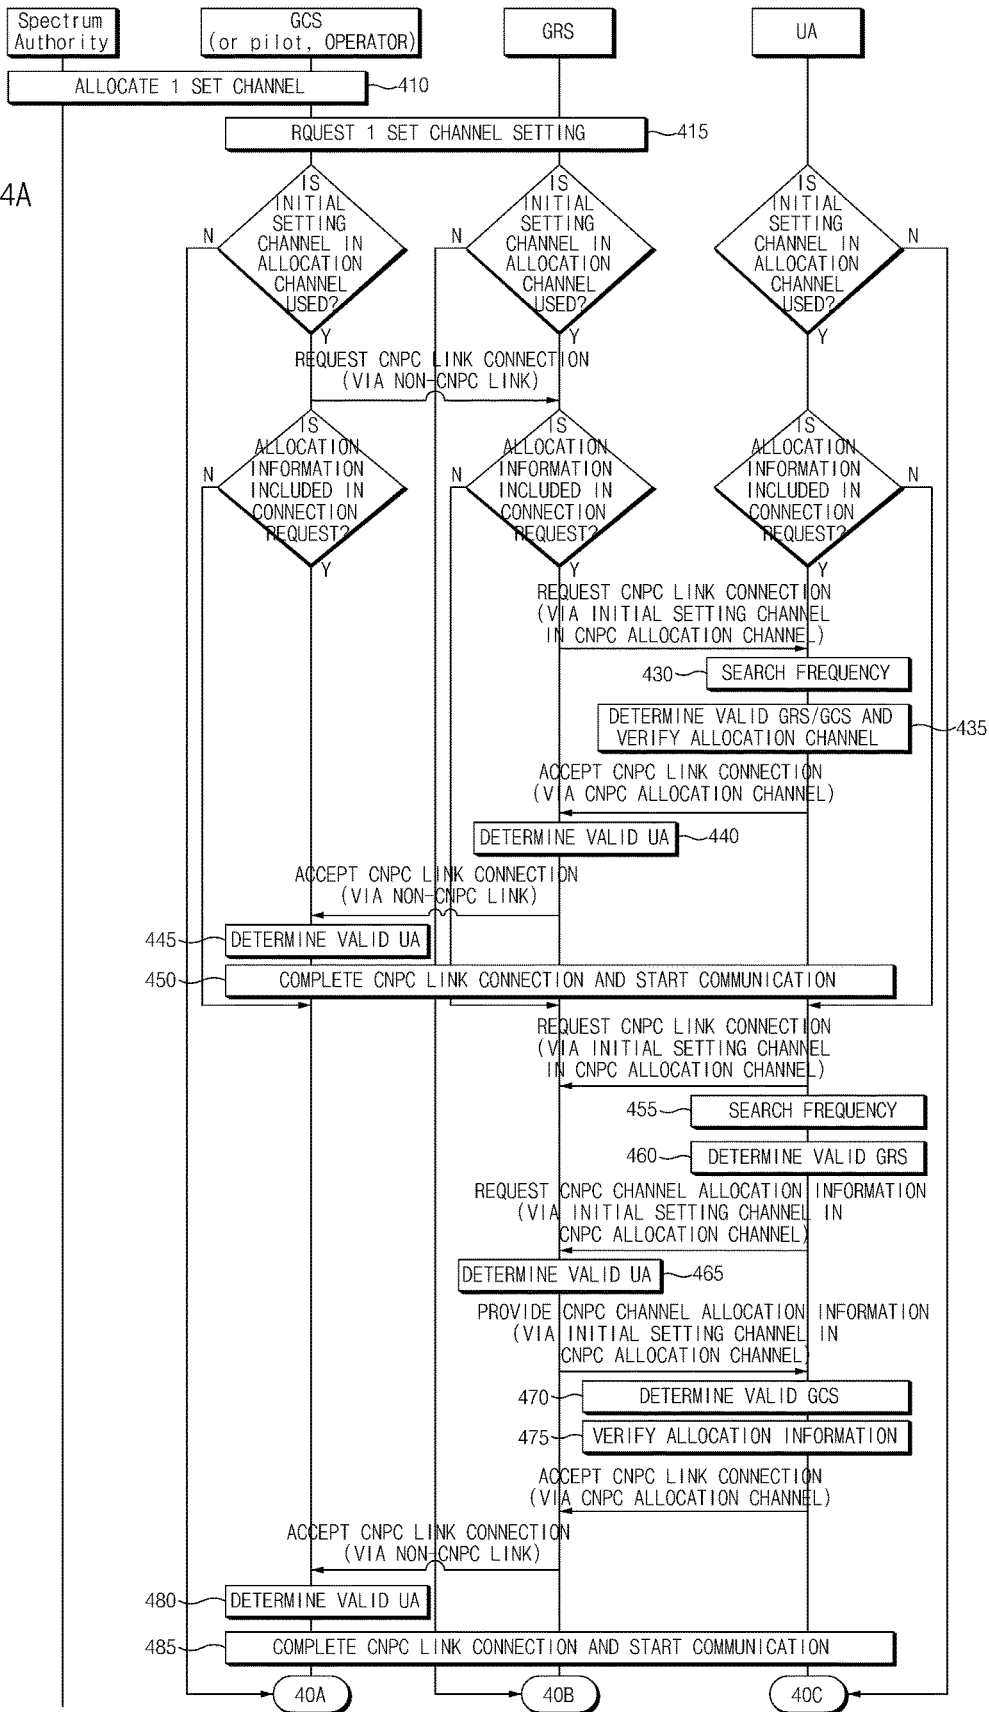 Spectrum
Authority
GCS
(or pilot, OPERATOR)
GRS
UA
ALLOCATE 1 SET CHANNEL
410
RQUEST 1 SET CHANNEL SETTING
415
4A
IS
INITIAL
SETTING
CHANNEL IN
ALLOCATION
CHANNEL
USED?
N
Y
IS
INITIAL
SETTING
CHANNEL IN
ALLOCATION
CHANNEL
USED?
N
Y
IS
INITIAL
SETTING
CHANNEL IN
ALLOCATION
CHANNEL
USED?
N
Y
REQUEST CNPC LINK CONNECTION
(VIA NON-CNPC LINK)
IS
ALLOCATION
INFORMATION
INCLUDED IN
CONNECTION
REQUEST?
N
Y
IS
ALLOCATION
INFORMATION
INCLUDED IN
CONNECTION
REQUEST?
N
Y
IS
ALLOCATION
INFORMATION
INCLUDED IN
CONNECTION
REQUEST?
N
Y
REQUEST CNPC LINK CONNECTION
(VIA INITIAL SETTING CHANNEL
IN CNPC ALLOCATION CHANNEL)
430
SEARCH FREQUENCY
DETERMINE VALID GRS/GCS AND
VERIFY ALLOCATION CHANNEL
435
ACCEPT CNPC LINK CONNECTION
(VIA CNPC ALLOCATION CHANNEL)
DETERMINE VALID UA
440
ACCEPT CNPC LINK CONNECTION
(VIA NON-CNPC LINK)
445
DETERMINE VALID UA
450
COMPLETE CNPC LINK CONNECTION AND START COMMUNICATION
REQUEST CNPC LINK CONNECTION
(VIA INITIAL SETTING CHANNEL
IN CNPC ALLOCATION CHANNEL)
455
SEARCH FREQUENCY
460
DETERMINE VALID GRS
REQUEST CNPC CHANNEL ALLOCATION INFORMATION
(VIA INITIAL SETTING CHANNEL IN
CNPC ALLOCATION CHANNEL)
DETERMINE VALID UA
465
PROVIDE CNPC CHANNEL ALLOCATION INFORMATION
(VIA INITIAL SETTING CHANNEL IN
CNPC ALLOCATION CHANNEL)
470
DETERMINE VALID GCS
475
VERIFY ALLOCATION INFORMATION
ACCEPT CNPC LINK CONNECTION
(VIA CNPC ALLOCATION CHANNEL)
ACCEPT CNPC LINK CONNECTION
(VIA NON-CNPC LINK)
480
DETERMINE VALID UA
485
COMPLETE CNPC LINK CONNECTION AND START COMMUNICATION
40A
40B
40C